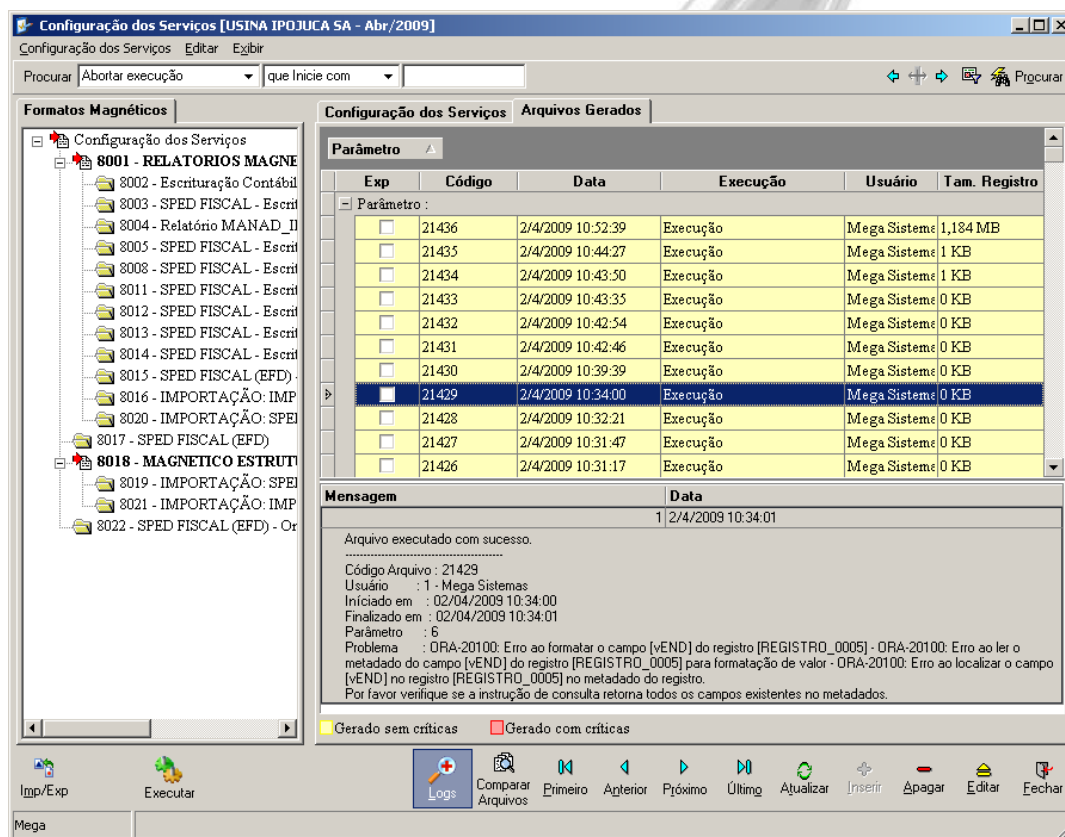 Configuração dos Serviços [USINA IPOJUCA SA - Abr/2009]
Configuração dos Serviços Editar Exibir
Procurar Abortar execução que Inicie com Procurar
Formatos Magnéticos
Configuração dos Serviços
8001 - RELATORIOS MAGNE
8002 - Escrituração Contábil
8003 - SPED FISCAL - Escrit
8004 - Relatório MANAD_II
8005 - SPED FISCAL - Escrit
8008 - SPED FISCAL - Escrit
8011 - SPED FISCAL - Escrit
8012 - SPED FISCAL - Escrit
8013 - SPED FISCAL - Escrit
8014 - SPED FISCAL - Escrit
8015 - SPED FISCAL (EFD) -
8016 - IMPORTAÇÃO: IMP
8020 - IMPORTAÇÃO: SPE
8017 - SPED FISCAL (EFD)
8018 - MAGNETICO ESTRUT
8019 - IMPORTAÇÃO: SPE
8021 - IMPORTAÇÃO: IMP
8022 - SPED FISCAL (EFD) - Or
Configuração dos Serviços Arquivos Gerados
Parâmetro
Exp Código Data Execução Usuário Tam. Registro
Parâmetro :
21436 2/4/2009 10:52:39 Execução Mega Sistema 1,184 MB
21435 2/4/2009 10:44:27 Execução Mega Sistema 1 KB
21434 2/4/2009 10:43:50 Execução Mega Sistema 1 KB
21433 2/4/2009 10:43:35 Execução Mega Sistema 0 KB
21432 2/4/2009 10:42:54 Execução Mega Sistema 0 KB
21431 2/4/2009 10:42:46 Execução Mega Sistema 0 KB
21430 2/4/2009 10:39:39 Execução Mega Sistema 0 KB
21429 2/4/2009 10:34:00 Execução Mega Sistema 0 KB
21428 2/4/2009 10:32:21 Execução Mega Sistema 0 KB
21427 2/4/2009 10:31:47 Execução Mega Sistema 0 KB
21426 2/4/2009 10:31:17 Execução Mega Sistema 0 KB
Mensagem Data
1 2/4/2009 10:34:01
Arquivo executado com sucesso.
--------------------------------------------
Código Arquivo : 21429
Usuário : 1 - Mega Sistemas
Iníciado em : 02/04/2009 10:34:00
Finalizado em : 02/04/2009 10:34:01
Parâmetro : 6
Problema : ORA-20100: Erro ao formatar o campo [vEND] do registro [REGISTRO_0005] - ORA-20100: Erro ao ler o
metadado do campo [vEND] do registro [REGISTRO_0005] para formatação de valor - ORA-20100: Erro ao localizar o campo
[vEND] no registro [REGISTRO_0005] no metadado do registro.
Por favor verifique se a instrução de consulta retorna todos os campos existentes no metadados.
Gerado sem críticas Gerado com críticas
Imp/Exp Executar Logs Comparar Arquivos Primeiro Anterior Próximo Último Atualizar Inserir Apagar Editar Fechar
Mega